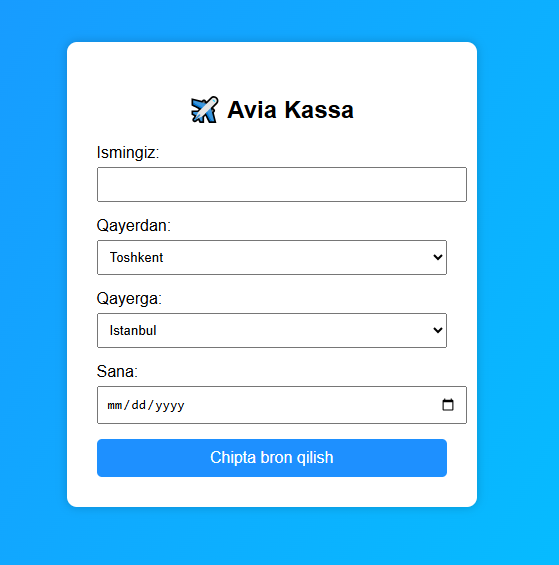 ✈️ Avia Kassa
Ismingiz:
Qayerdan:
Toshkent
Qayerga:
Istanbul
Sana:
mm/dd/yyyy
Chipta bron qilish